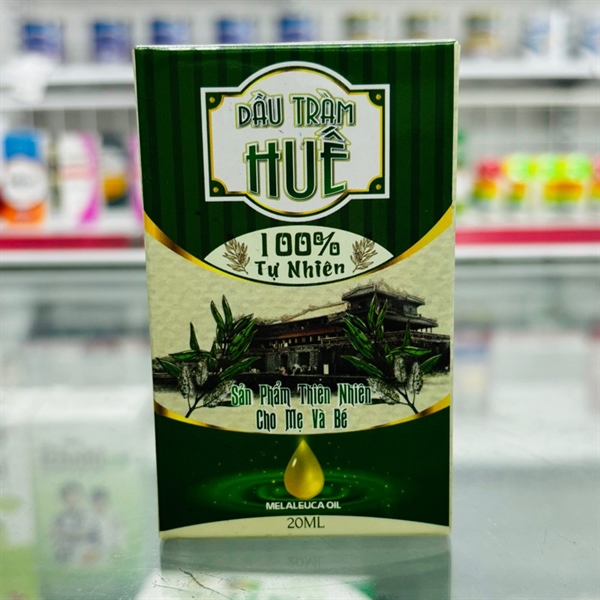 DẦU TRÀM
HUẾ
100%
Tự Nhiên
Sản Phẩm Thiên Nhiên
Cho Mẹ Và Bé
MELALEUCA OIL
20ML